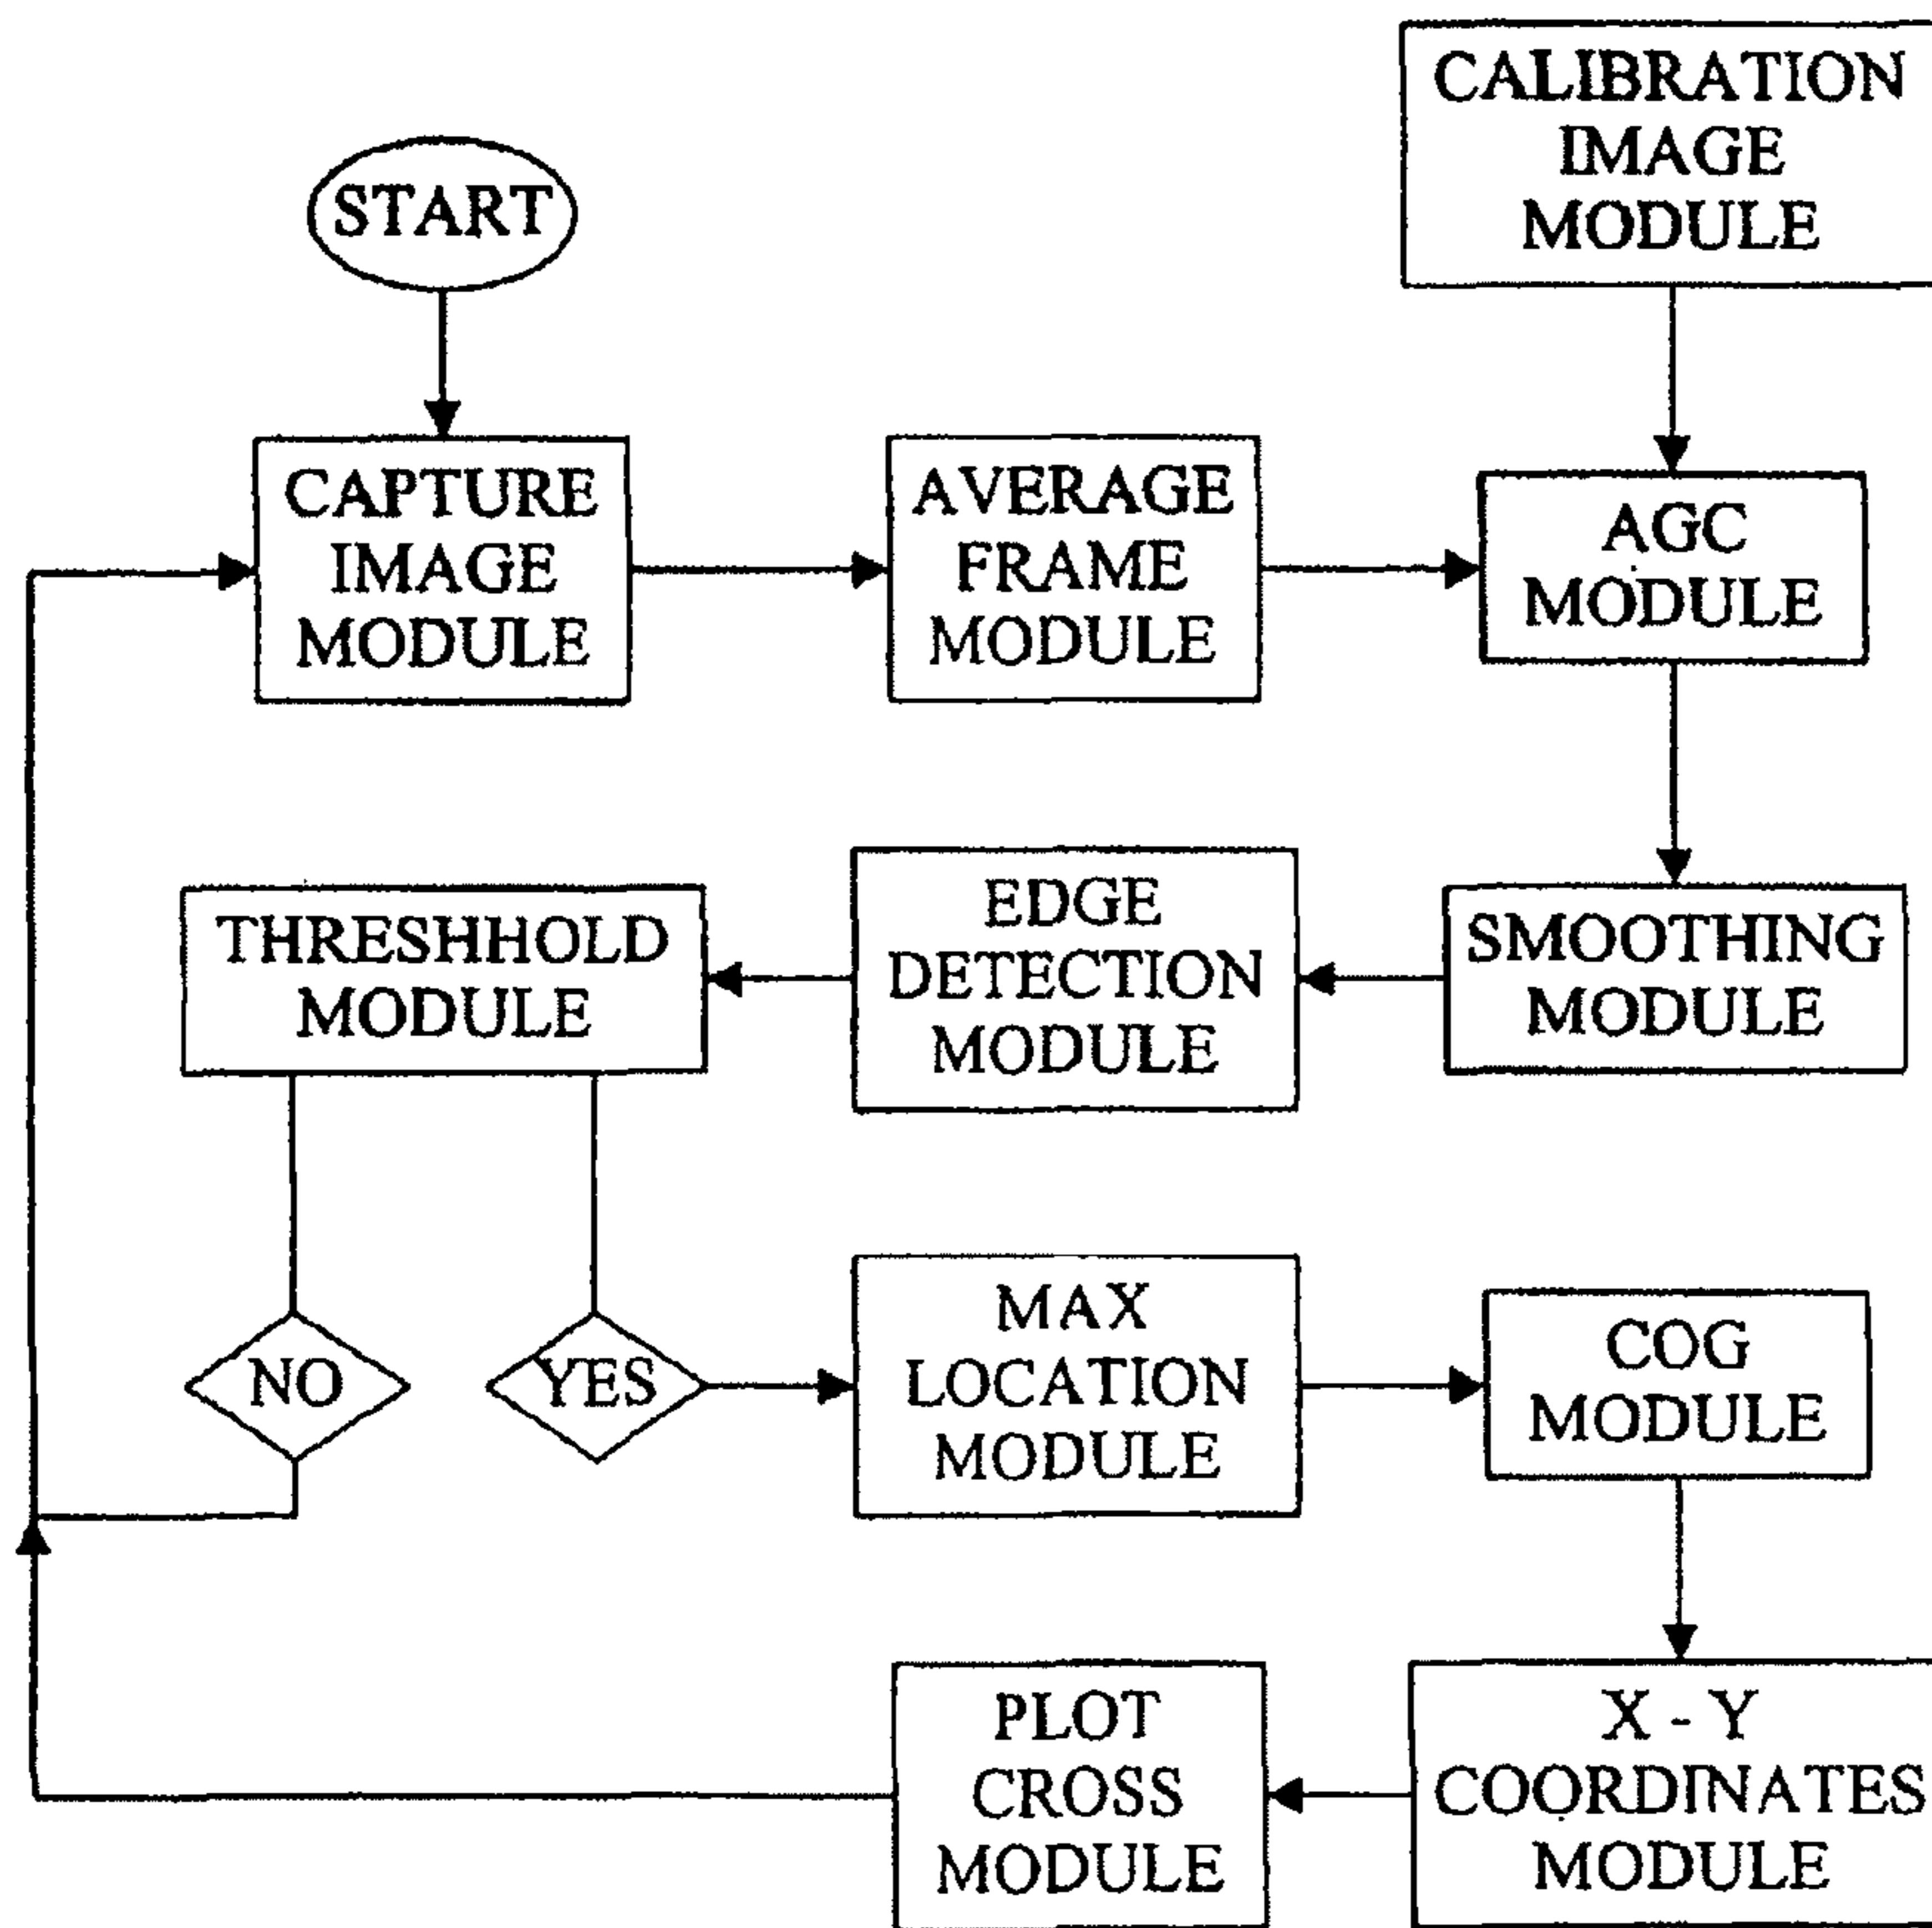 CALIBRATION
IMAGE
MODULE
START
CAPTURE
IMAGE
MODULE
AVERAGE
FRAME
MODULE
AGC
MODULE
THRESHHOLD
MODULE
EDGE
DETECTION
MODULE
SMOOTHING
MODULE
NO
YES
MAX
LOCATION
MODULE
COG
MODULE
PLOT
CROSS
MODULE
X - Y
COORDINATES
MODULE